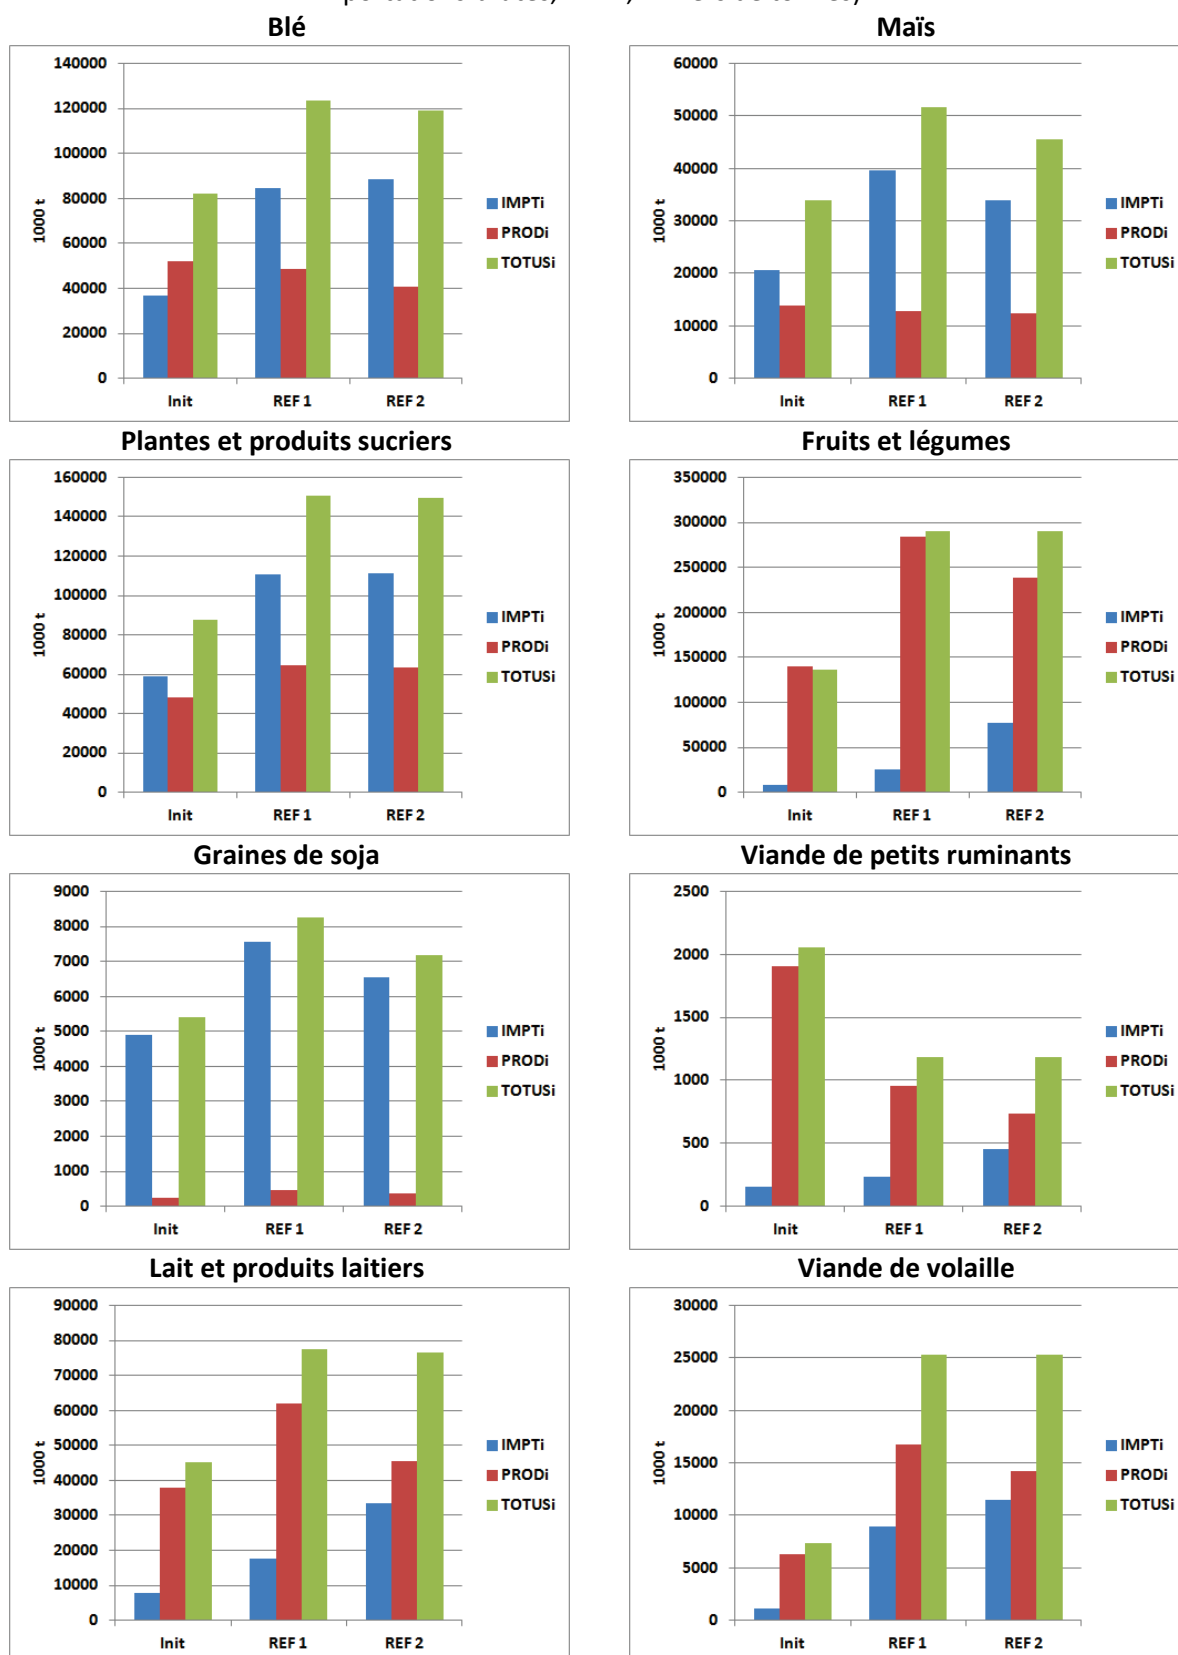 Blé
140000
120000
100000
80000
60000
40000
20000
0
1000 t
Init
REF 1
REF 2
IMPTi
PRODi
TOTUSi
Maïs
60000
50000
40000
30000
20000
10000
0
1000 t
Init
REF 1
REF 2
IMPTi
PRODi
TOTUSi
Plantes et produits sucriers
160000
140000
120000
100000
80000
60000
40000
20000
0
1000 t
Init
REF 1
REF 2
IMPTi
PRODi
TOTUSi
Fruits et légumes
350000
300000
250000
200000
150000
100000
50000
0
1000 t
Init
REF 1
REF 2
IMPTi
PRODi
TOTUSi
Graines de soja
9000
8000
7000
6000
5000
4000
3000
2000
1000
0
1000 t
Init
REF 1
REF 2
IMPTi
PRODi
TOTUSi
Viande de petits ruminants
2500
2000
1500
1000
500
0
1000 t
Init
REF 1
REF 2
IMPTi
PRODi
TOTUSi
Lait et produits laitiers
90000
80000
70000
60000
50000
40000
30000
20000
10000
0
1000 t
Init
REF 1
REF 2
IMPTi
PRODi
TOTUSi
Viande de volaille
30000
25000
20000
15000
10000
5000
0
1000 t
Init
REF 1
REF 2
IMPTi
PRODi
TOTUSi